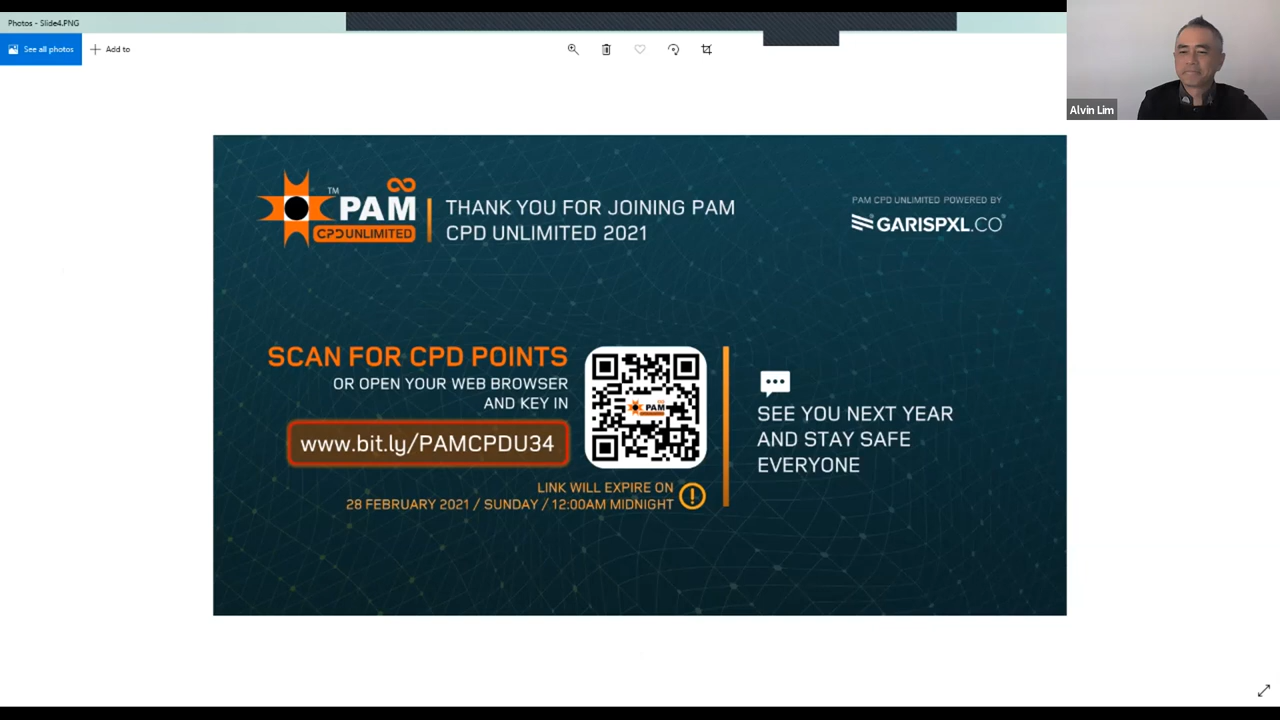 Photos - Slide4.PNG
See all photos
Add to
Alvin Lim
TM
PAM
CPD UNLIMITED
THANK YOU FOR JOINING PAM
CPD UNLIMITED 2021
PAM CPD UNLIMITED POWERED BY
GARISPXL.CO
SCAN FOR CPD POINTS
OR OPEN YOUR WEB BROWSER
AND KEY IN
www.bit.ly/PAMCPDU34
PAM
LINK WILL EXPIRE ON
28 FEBRUARY 2021 / SUNDAY / 12:00AM MIDNIGHT
SEE YOU NEXT YEAR
AND STAY SAFE
EVERYONE